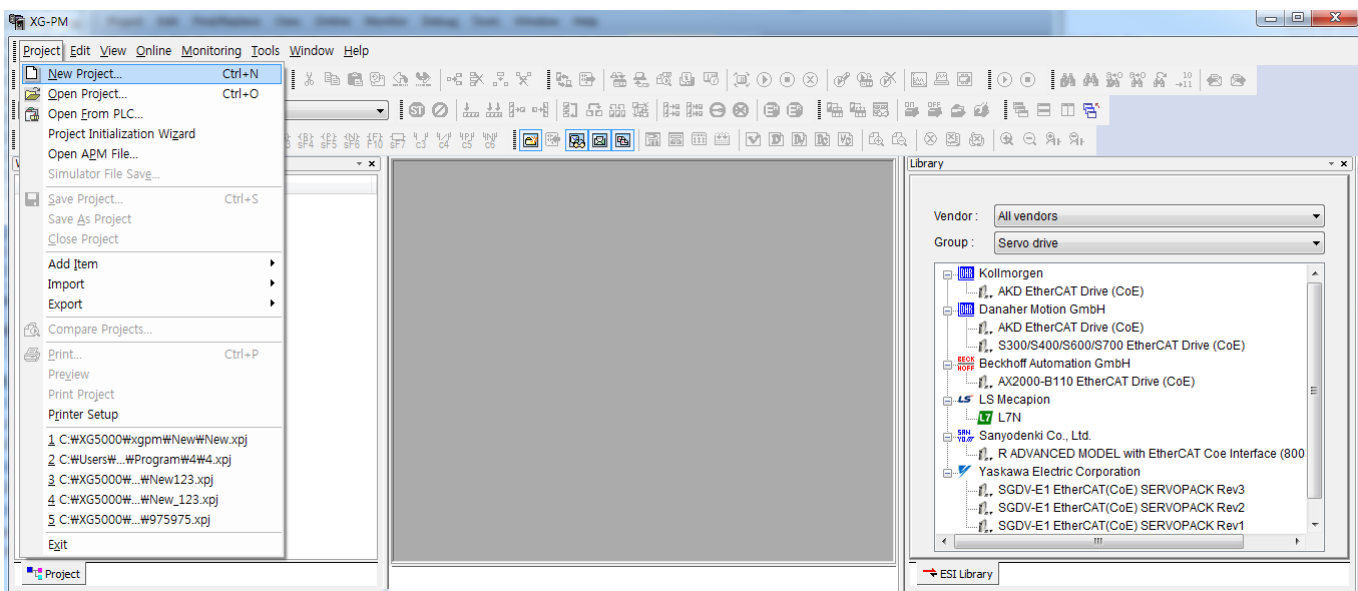 XG-PM
Project Edit View Online Monitoring Tools Window Help
New Project... Ctrl+N
Open Project... Ctrl+O
Open From PLC...
Project Initialization Wizard
Open APM File...
Simulator File Save...
Save Project... Ctrl+S
Save As Project
Close Project
Add Item
Import
Export
Compare Projects...
Print... Ctrl+P
Preview
Print Project
Printer Setup
1 C:₩XG5000₩xgpm₩New₩New.xpj
2 C:₩Users₩...₩Program₩4₩4.xpj
3 C:₩XG5000₩...₩New123.xpj
4 C:₩XG5000₩...₩New_123.xpj
5 C:₩XG5000₩...₩975975.xpj
Exit
Project
Library
Vendor : All vendors
Group : Servo drive
Kollmorgen
AKD EtherCAT Drive (CoE)
Danaher Motion GmbH
AKD EtherCAT Drive (CoE)
S300/S400/S600/S700 EtherCAT Drive (CoE)
BECKHOFF Beckhoff Automation GmbH
AX2000-B110 EtherCAT Drive (CoE)
LS LS Mecapion
L7 L7N
Sanyodenki Co., Ltd.
R ADVANCED MODEL with EtherCAT Coe Interface (800
Yaskawa Electric Corporation
SGDV-E1 EtherCAT(CoE) SERVOPACK Rev3
SGDV-E1 EtherCAT(CoE) SERVOPACK Rev2
SGDV-E1 EtherCAT(CoE) SERVOPACK Rev1
ESI Library